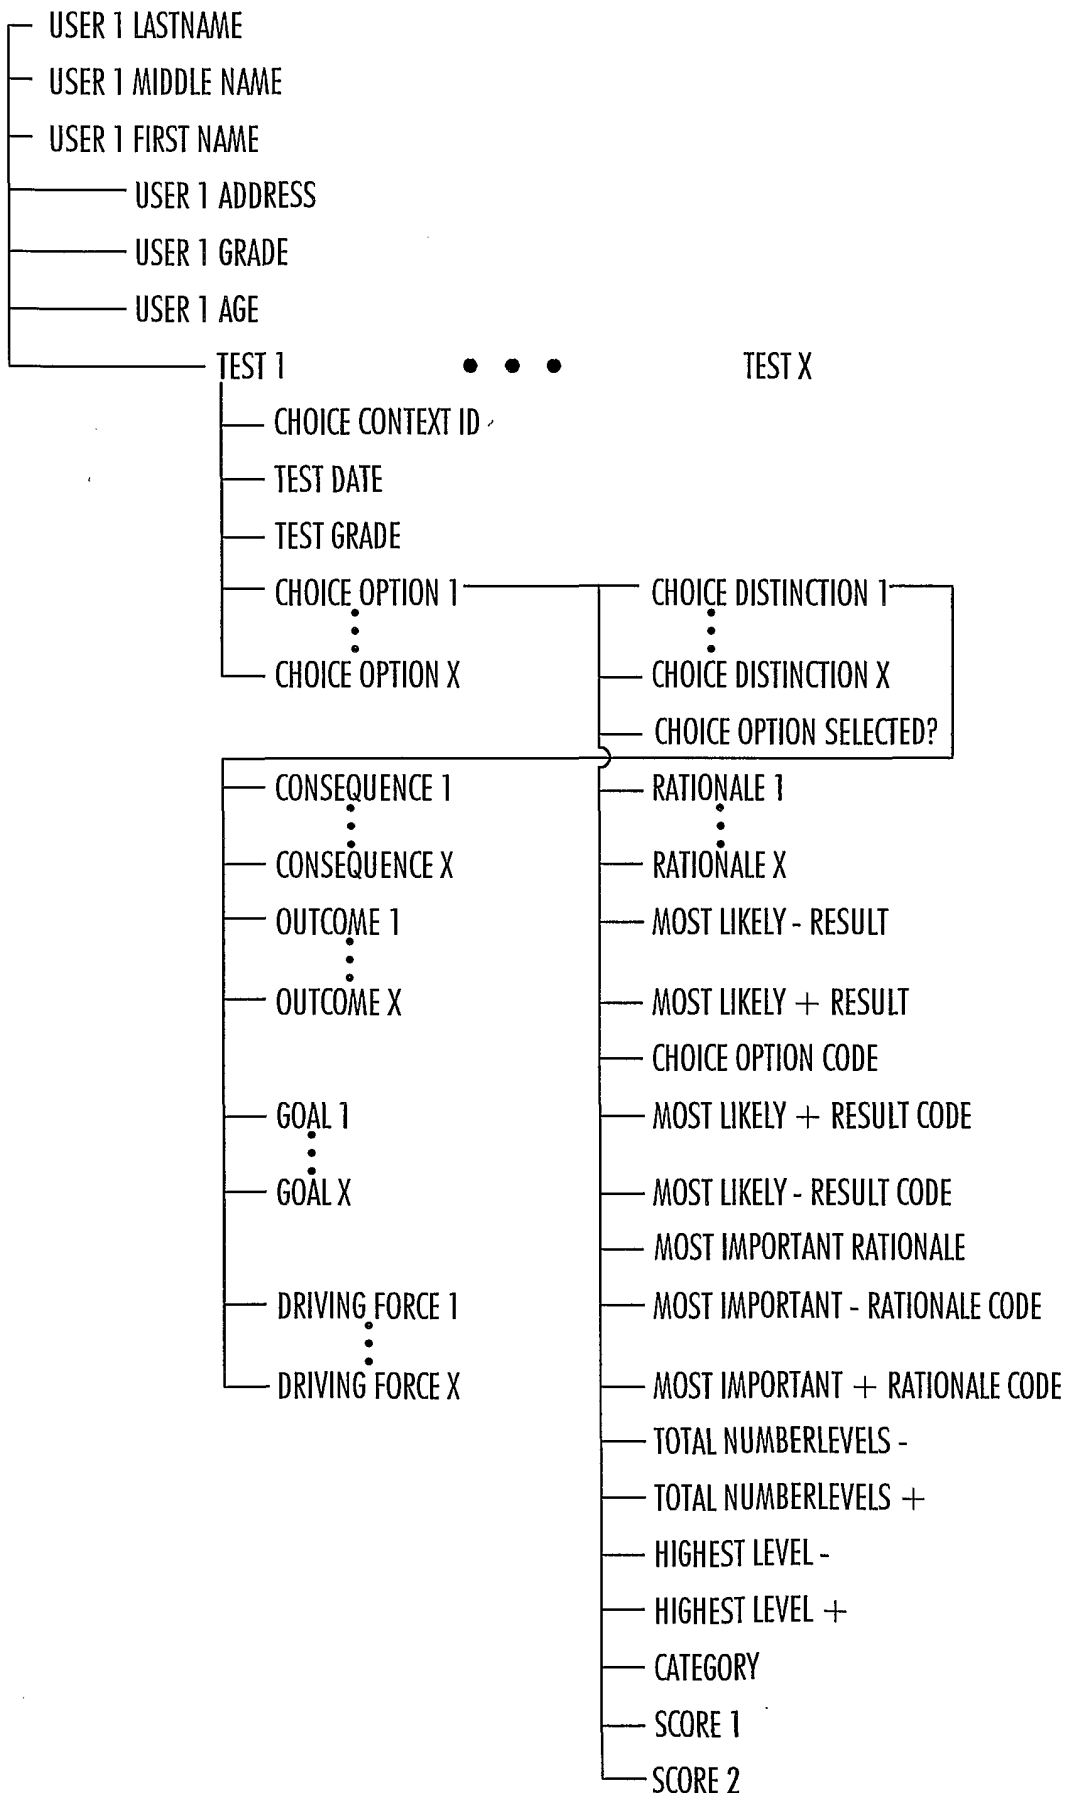 USER 1 LASTNAME
USER 1 MIDDLE NAME
USER 1 FIRST NAME
USER 1 ADDRESS
USER 1 GRADE
USER 1 AGE
TEST 1 • • • TEST X
CHOICE CONTEXT ID
TEST DATE
TEST GRADE
CHOICE OPTION 1
CHOICE OPTION X
CHOICE DISTINCTION 1
CHOICE DISTINCTION X
CHOICE OPTION SELECTED?
CONSEQUENCE 1
CONSEQUENCE X
OUTCOME 1
OUTCOME X
GOAL 1
GOAL X
DRIVING FORCE 1
DRIVING FORCE X
RATIONALE 1
RATIONALE X
MOST LIKELY - RESULT
MOST LIKELY + RESULT
CHOICE OPTION CODE
MOST LIKELY + RESULT CODE
MOST LIKELY - RESULT CODE
MOST IMPORTANT RATIONALE
MOST IMPORTANT - RATIONALE CODE
MOST IMPORTANT + RATIONALE CODE
TOTAL NUMBERLEVELS -
TOTAL NUMBERLEVELS +
HIGHEST LEVEL -
HIGHEST LEVEL +
CATEGORY
SCORE 1
SCORE 2